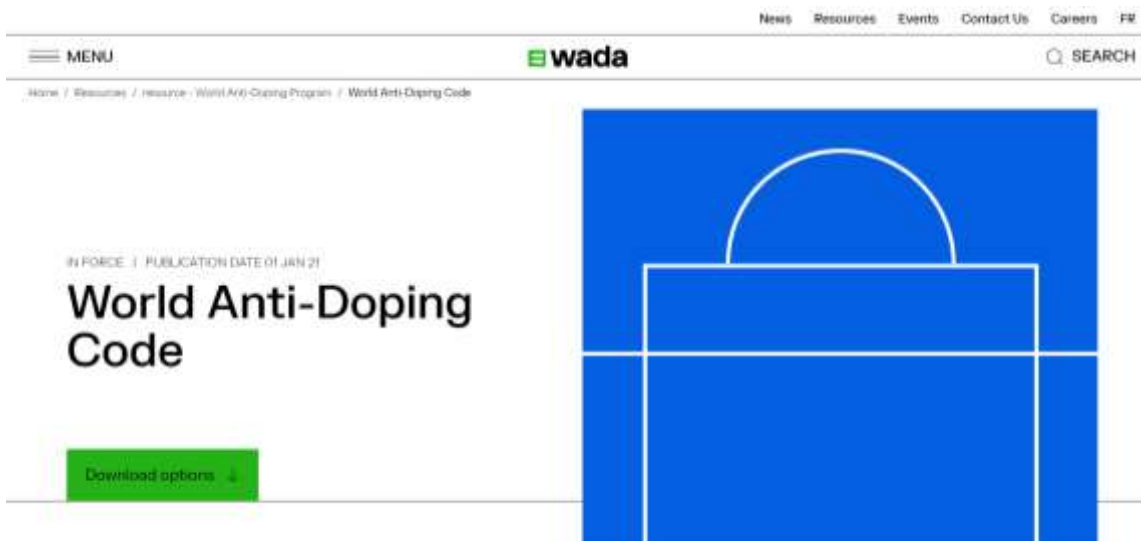 News Resources Events Contact Us Careers FR
MENU
wada
SEARCH
Home / Resources / resource - World Anti-Doping Program / World Anti-Doping Code
IN FORCE | PUBLICATION DATE 01 JAN 21
World Anti-Doping
Code
Download options